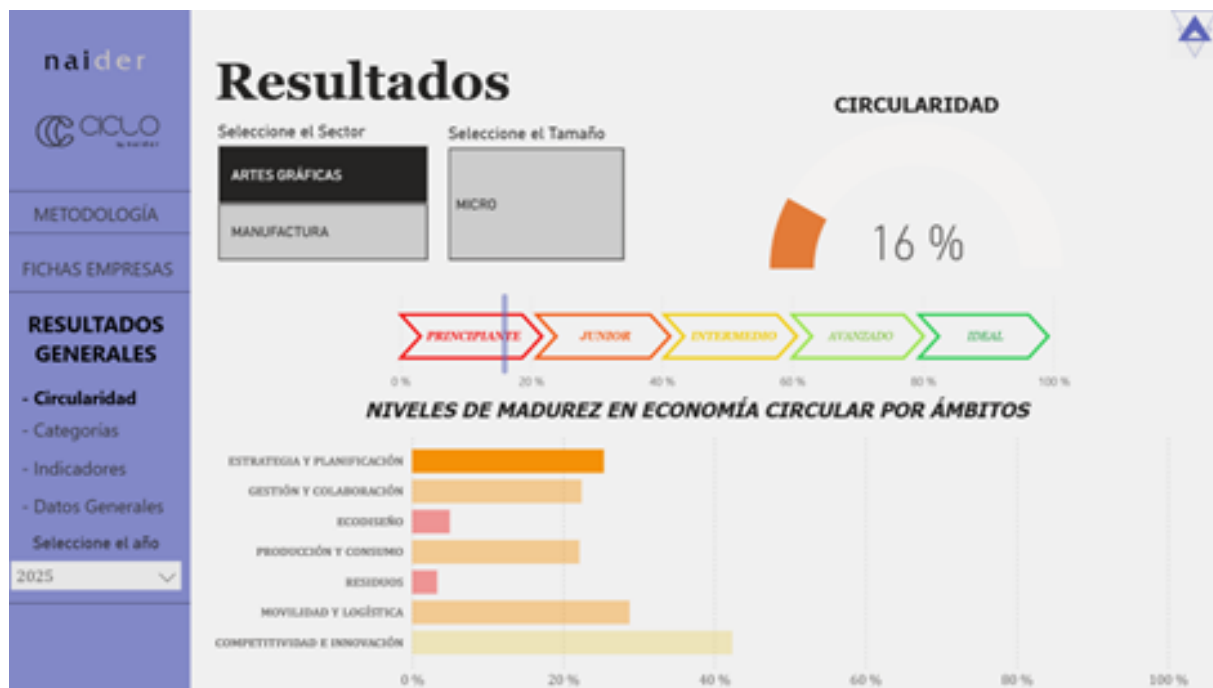 naider
CICLO
by naider
METODOLOGÍA
FICHAS EMPRESAS
RESULTADOS
GENERALES
- Circularidad
- Categorías
- Indicadores
- Datos Generales
Seleccione el año
2025
Resultados
Seleccione el Sector
ARTES GRÁFICAS
MANUFACTURA
Seleccione el Tamaño
MICRO
CIRCULARIDAD
16 %
PRINCIPIANTE
JUNIOR
INTERMEDIO
AVANZADO
IDEAL
0 % 20 % 40 % 60 % 80 % 100 %
NIVELES DE MADUREZ EN ECONOMÍA CIRCULAR POR ÁMBITOS
ESTRATEGIA Y PLANIFICACIÓN
GESTIÓN Y COLABORACIÓN
ECODISEÑO
PRODUCCIÓN Y CONSUMO
RESIDUOS
MOVILIDAD Y LOGÍSTICA
COMPETITIVIDAD E INNOVACIÓN
0 % 20 % 40 % 60 % 80 % 100 %